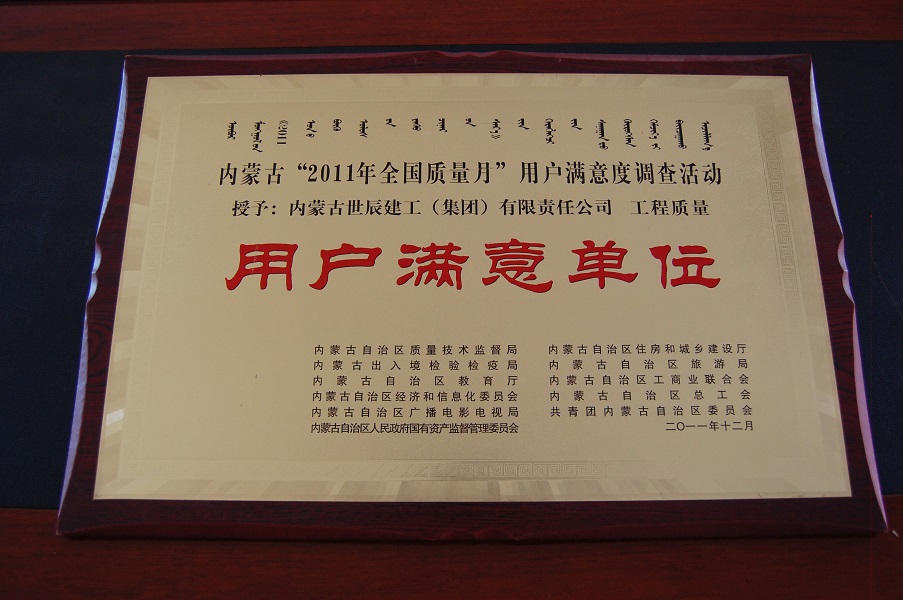 《2011
内蒙古“2011年全国质量月”用户满意度调查活动
授予：内蒙古世辰建工（集团）有限责任公司 工程质量
用户满意单位
内蒙古自治区质量技术监督局
内蒙古出入境检验检疫局
内蒙古自治区教育厅
内蒙古自治区经济和信息化委员会
内蒙古自治区广播电影电视局
内蒙古自治区人民政府国有资产监督管理委员会
内蒙古自治区住房和城乡建设厅
内蒙古自治区旅游局
内蒙古自治区工商业联合会
内蒙古自治区总工会
共青团内蒙古自治区委员会
二〇一一年十二月